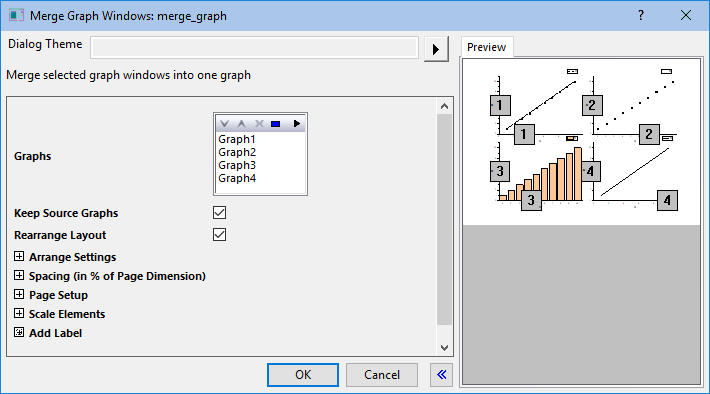 Merge Graph Windows: merge_graph
Dialog Theme
Merge selected graph windows into one graph
Graphs
Graph1
Graph2
Graph3
Graph4
Keep Source Graphs
Rearrange Layout
Arrange Settings
Spacing (in % of Page Dimension)
Page Setup
Scale Elements
Add Label
OK
Cancel
Preview
1
2
1
2
3
4
3
4